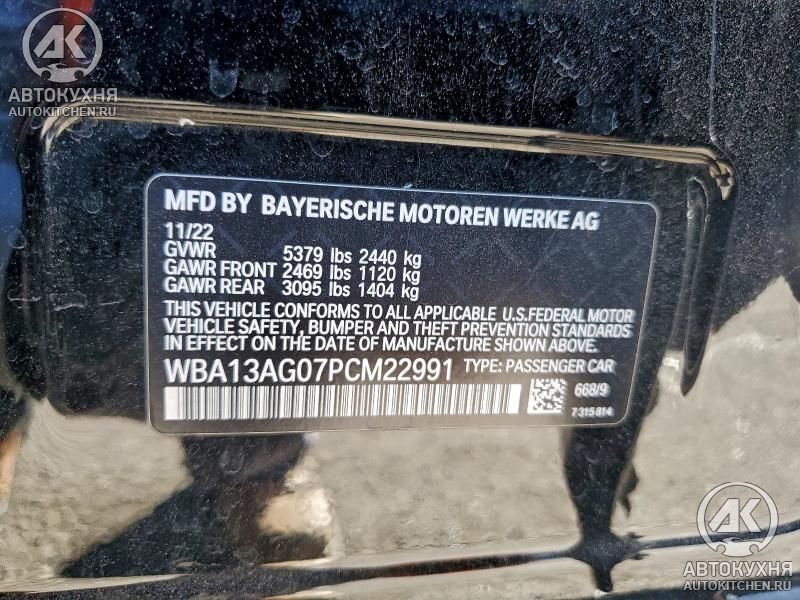 АК
АВТОКУХНЯ
AUTOKITCHEN.RU
MFD BY BAYERISCHE MOTOREN WERKE AG
11/22
GVWR 5379 lbs 2440 kg
GAWR FRONT 2469 lbs 1120 kg
GAWR REAR 3095 lbs 1404 kg
THIS VEHICLE CONFORMS TO ALL APPLICABLE U.S.FEDERAL MOTOR
VEHICLE SAFETY, BUMPER AND THEFT PREVENTION STANDARDS
IN EFFECT ON THE DATE OF MANUFACTURE SHOWN ABOVE.
WBA13AG07PCM22991 TYPE: PASSENGER CAR
668/9
7315814
АК
АВТОКУХНЯ
AUTOKITCHEN.RU